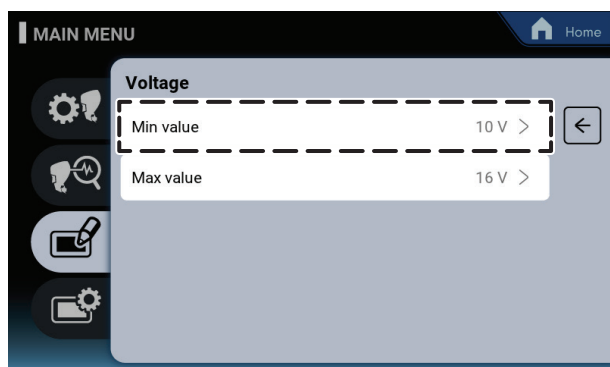 MAIN MENU
Home
Voltage
Min value 10 V
Max value 16 V